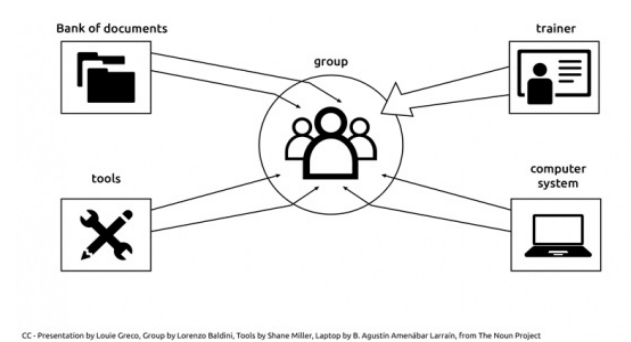 Bank of documents
trainer
group
tools
computer
system
CC - Presentation by Louie Greco, Group by Lorenzo Baldini, Tools by Shane Miller, Laptop by B. Agustín Amenábar Larraín, from The Noun Project